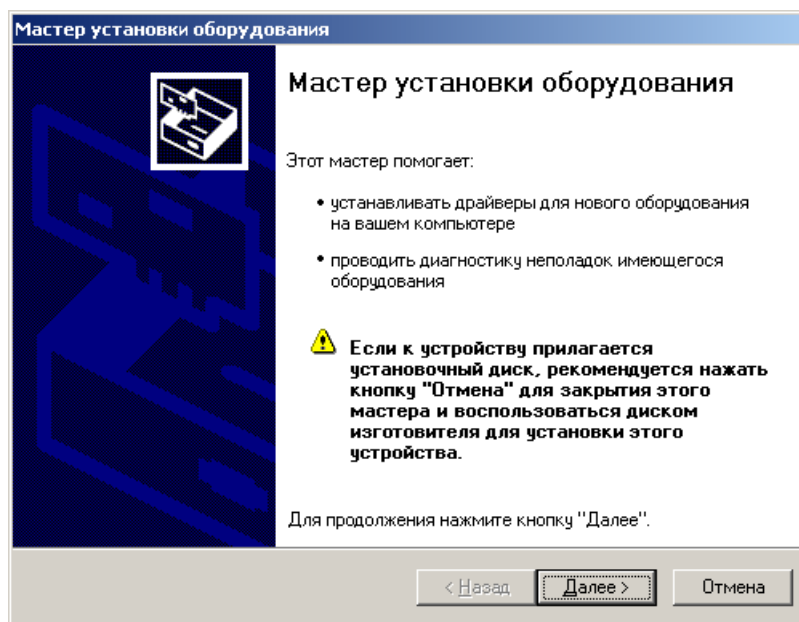 Мастер установки оборудования
Мастер установки оборудования
Этот мастер помогает:
• устанавливать драйверы для нового оборудования
на вашем компьютере
• проводить диагностику неполадок имеющегося
оборудования
Если к устройству прилагается
установочный диск, рекомендуется нажать
кнопку "Отмена" для закрытия этого
мастера и воспользоваться диском
изготовителя для установки этого
устройства.
Для продолжения нажмите кнопку "Далее".
< Назад
Далее >
Отмена